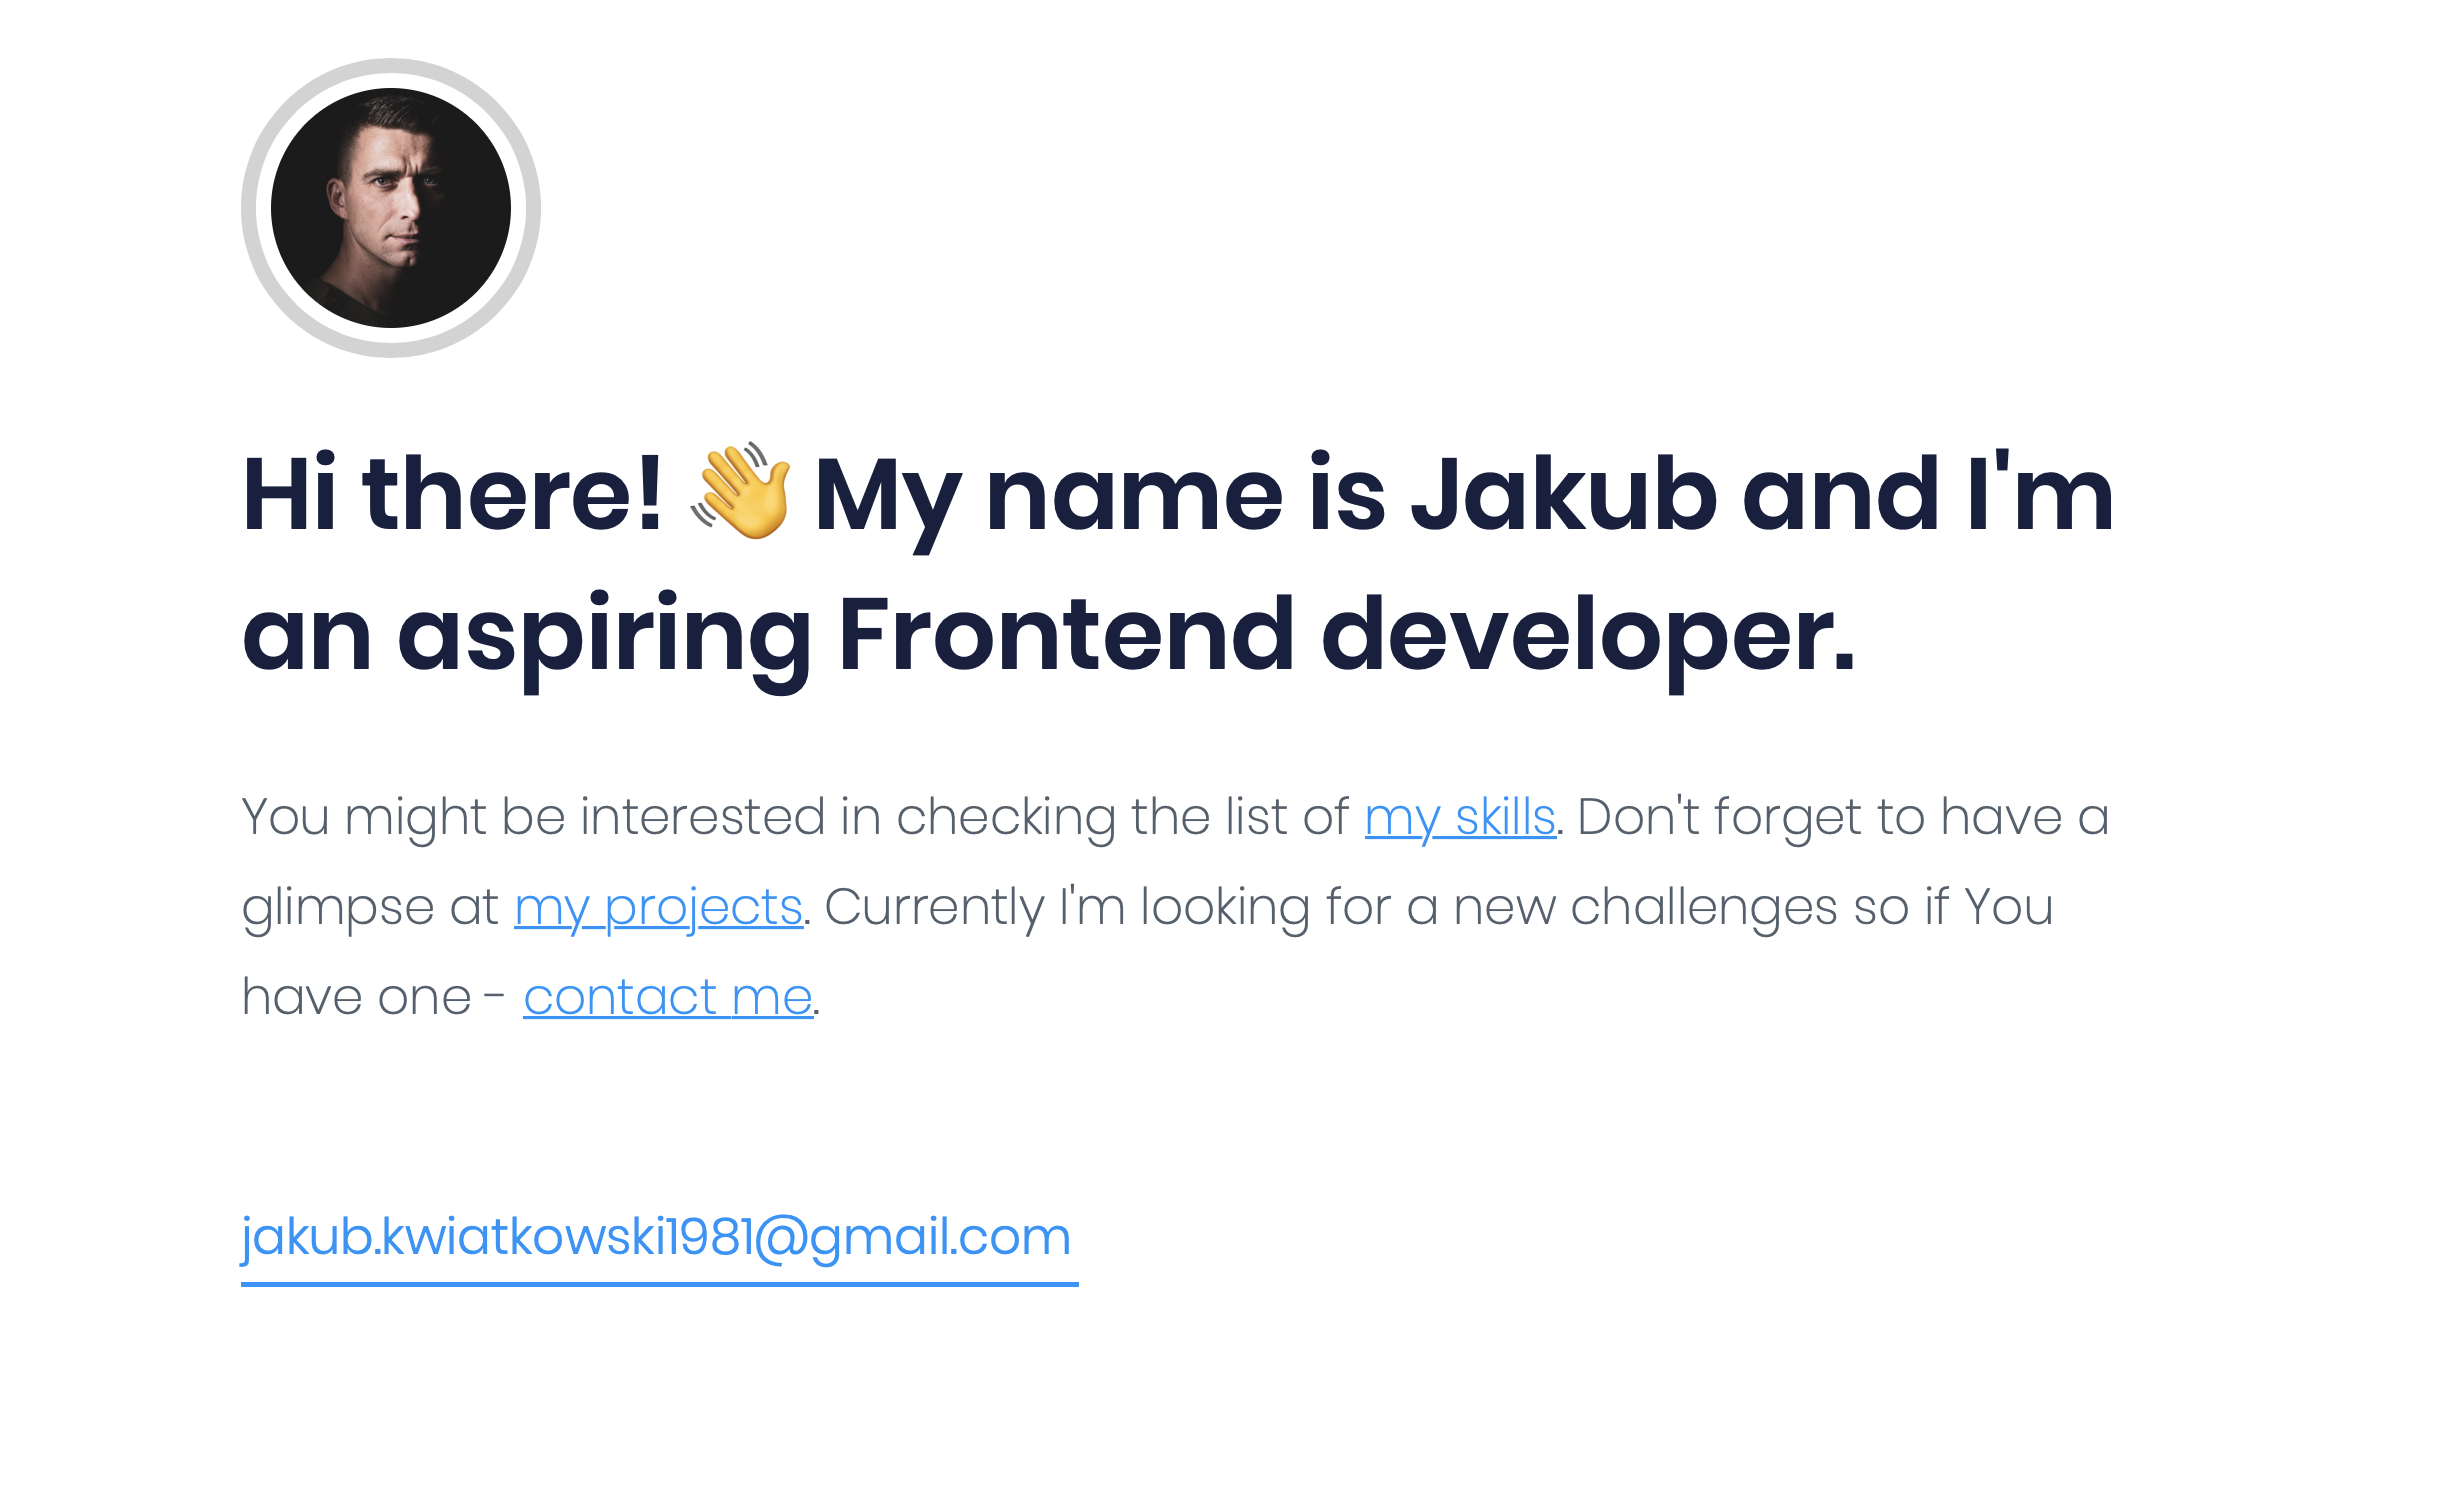 Hi there! 👋 My name is Jakub and I'm
an aspiring Frontend developer.
You might be interested in checking the list of my skills. Don't forget to have a
glimpse at my projects. Currently I'm looking for a new challenges so if You
have one - contact me.
jakub.kwiatkowski1981@gmail.com